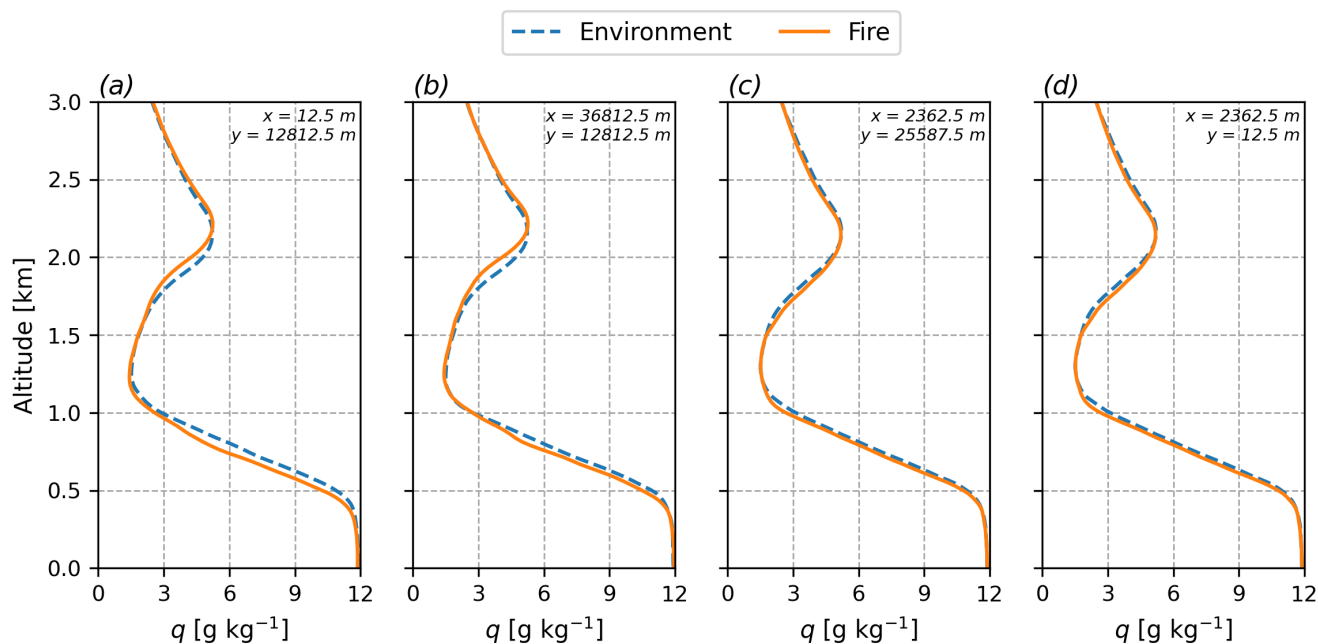 Environment Fire
(a) (b) (c) (d)
x = 12.5 m
y = 12812.5 m
x = 36812.5 m
y = 12812.5 m
x = 2362.5 m
y = 25587.5 m
x = 2362.5 m
y = 12.5 m
Altitude [km]
3.0
2.5
2.0
1.5
1.0
0.5
0.0
0 3 6 9 12 0 3 6 9 12 0 3 6 9 12 0 3 6 9 12
q [g kg⁻¹] q [g kg⁻¹] q [g kg⁻¹] q [g kg⁻¹]